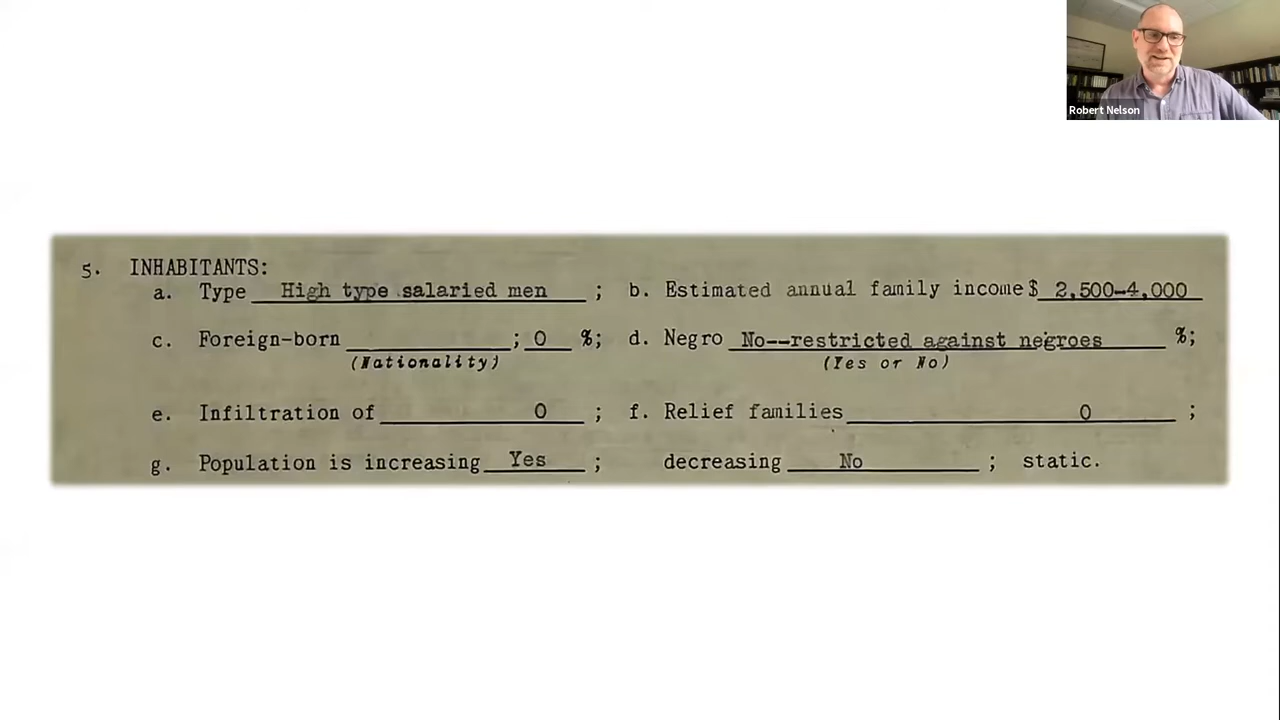 Robert Nelson
5. INHABITANTS:
a. Type High type salaried men ; b. Estimated annual family income $ 2,500-4,000
c. Foreign-born ; 0 %; d. Negro No--restricted against negroes %;
(Nationality) (Yes or No)
e. Infiltration of 0 ; f. Relief families 0 ;
g. Population is increasing Yes ; decreasing No ; static.